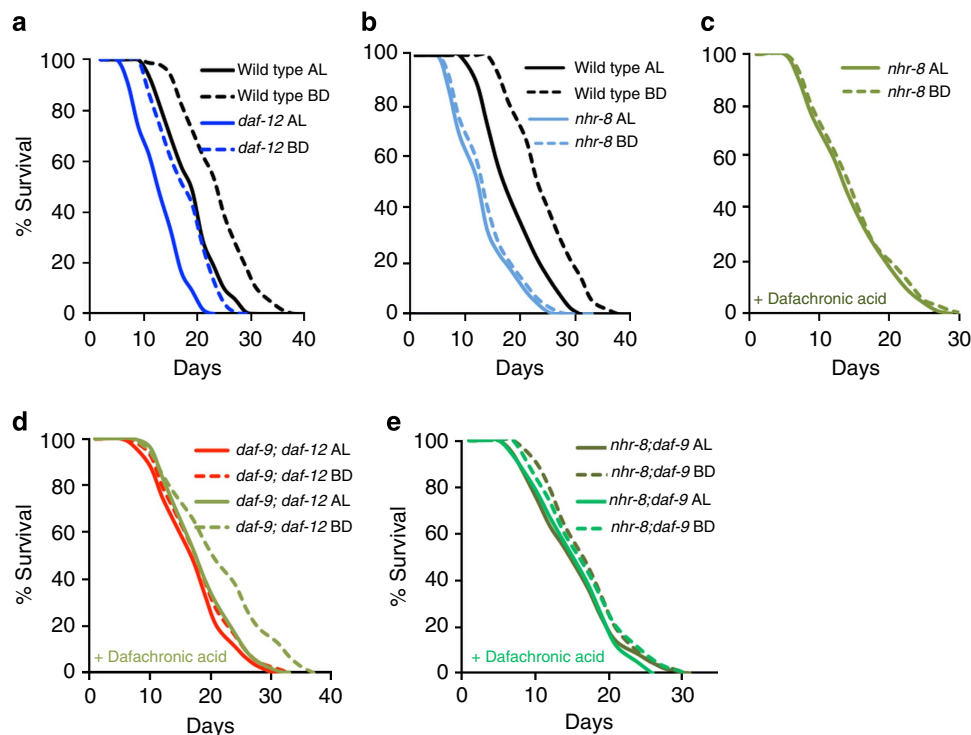 a
100
80
60
40
20
0
% Survival
0 10 20 30 40
Days
Wild type AL
Wild type BD
daf-12 AL
daf-12 BD
b
100
80
60
40
20
0
0 10 20 30 40
Days
Wild type AL
Wild type BD
nhr-8 AL
nhr-8 BD
c
100
80
60
40
20
0
0 10 20 30
Days
nhr-8 AL
nhr-8 BD
+ Dafachronic acid
d
100
80
60
40
20
0
% Survival
0 10 20 30 40
Days
daf-9; daf-12 AL
daf-9; daf-12 BD
daf-9; daf-12 AL
daf-9; daf-12 BD
+ Dafachronic acid
e
100
80
60
40
20
0
% Survival
0 10 20 30
Days
nhr-8;daf-9 AL
nhr-8;daf-9 BD
nhr-8;daf-9 AL
nhr-8;daf-9 BD
+ Dafachronic acid